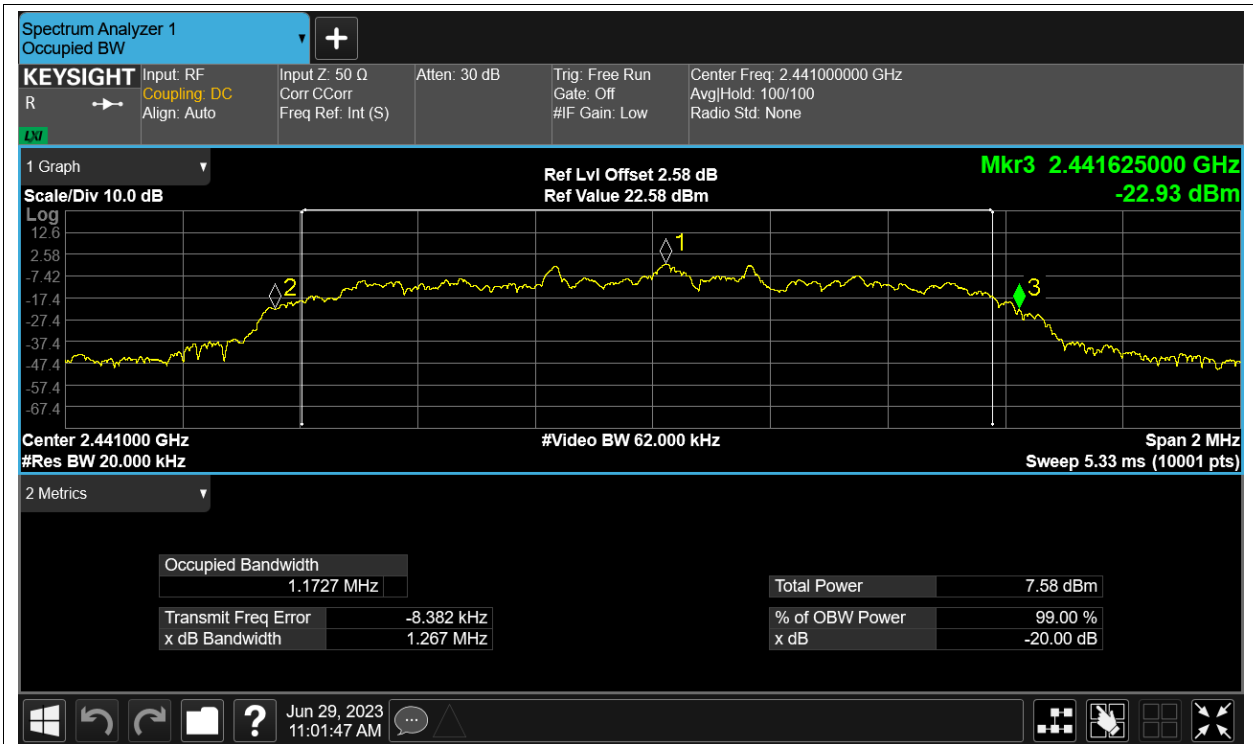 Spectrum Analyzer 1
Occupied BW
KEYSIGHT
R
LXI
Input: RF
Coupling: DC
Align: Auto
Input Z: 50 Ω
Corr CCorr
Freq Ref: Int (S)
Atten: 30 dB
Trig: Free Run
Gate: Off
#IF Gain: Low
Center Freq: 2.441000000 GHz
Avg|Hold: 100/100
Radio Std: None
1 Graph
Scale/Div 10.0 dB
Ref Lvl Offset 2.58 dB
Ref Value 22.58 dBm
Mkr3 2.441625000 GHz
-22.93 dBm
Log
12.6
2.58
-7.42
-17.4
-27.4
-37.4
-47.4
-57.4
-67.4
1
2
3
Center 2.441000 GHz
#Video BW 62.000 kHz
Span 2 MHz
#Res BW 20.000 kHz
Sweep 5.33 ms (10001 pts)
2 Metrics
Occupied Bandwidth
1.1727 MHz
Transmit Freq Error -8.382 kHz
x dB Bandwidth 1.267 MHz
Total Power 7.58 dBm
% of OBW Power 99.00 %
x dB -20.00 dB
?
Jun 29, 2023
11:01:47 AM